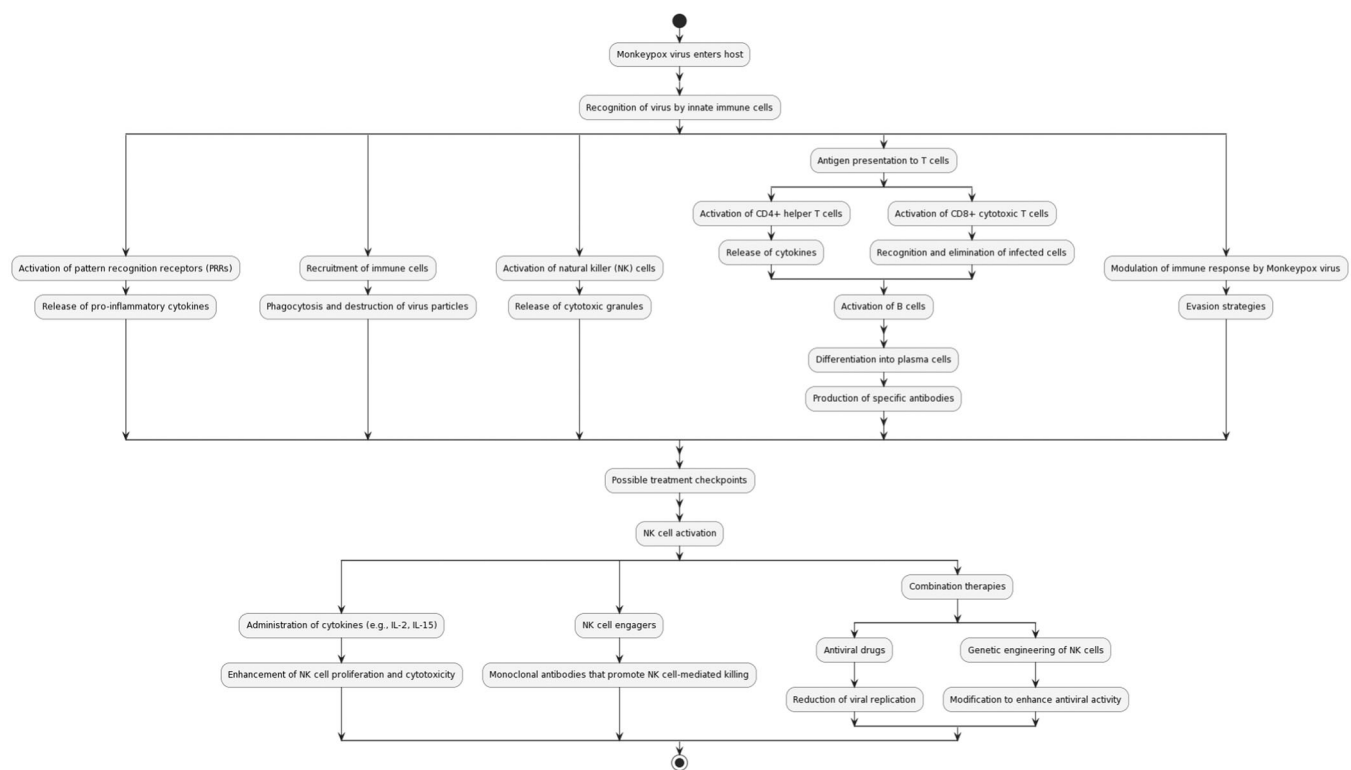 Monkeypox virus enters host
Recognition of virus by innate immune cells
Antigen presentation to T cells
Activation of CD4+ helper T cells
Activation of CD8+ cytotoxic T cells
Release of cytokines
Recognition and elimination of infected cells
Activation of pattern recognition receptors (PRRs)
Recruitment of immune cells
Activation of natural killer (NK) cells
Modulation of immune response by Monkeypox virus
Release of pro-inflammatory cytokines
Phagocytosis and destruction of virus particles
Release of cytotoxic granules
Activation of B cells
Evasion strategies
Differentiation into plasma cells
Production of specific antibodies
Possible treatment checkpoints
NK cell activation
Combination therapies
Administration of cytokines (e.g., IL-2, IL-15)
NK cell engagers
Antiviral drugs
Genetic engineering of NK cells
Enhancement of NK cell proliferation and cytotoxicity
Monoclonal antibodies that promote NK cell-mediated killing
Reduction of viral replication
Modification to enhance antiviral activity